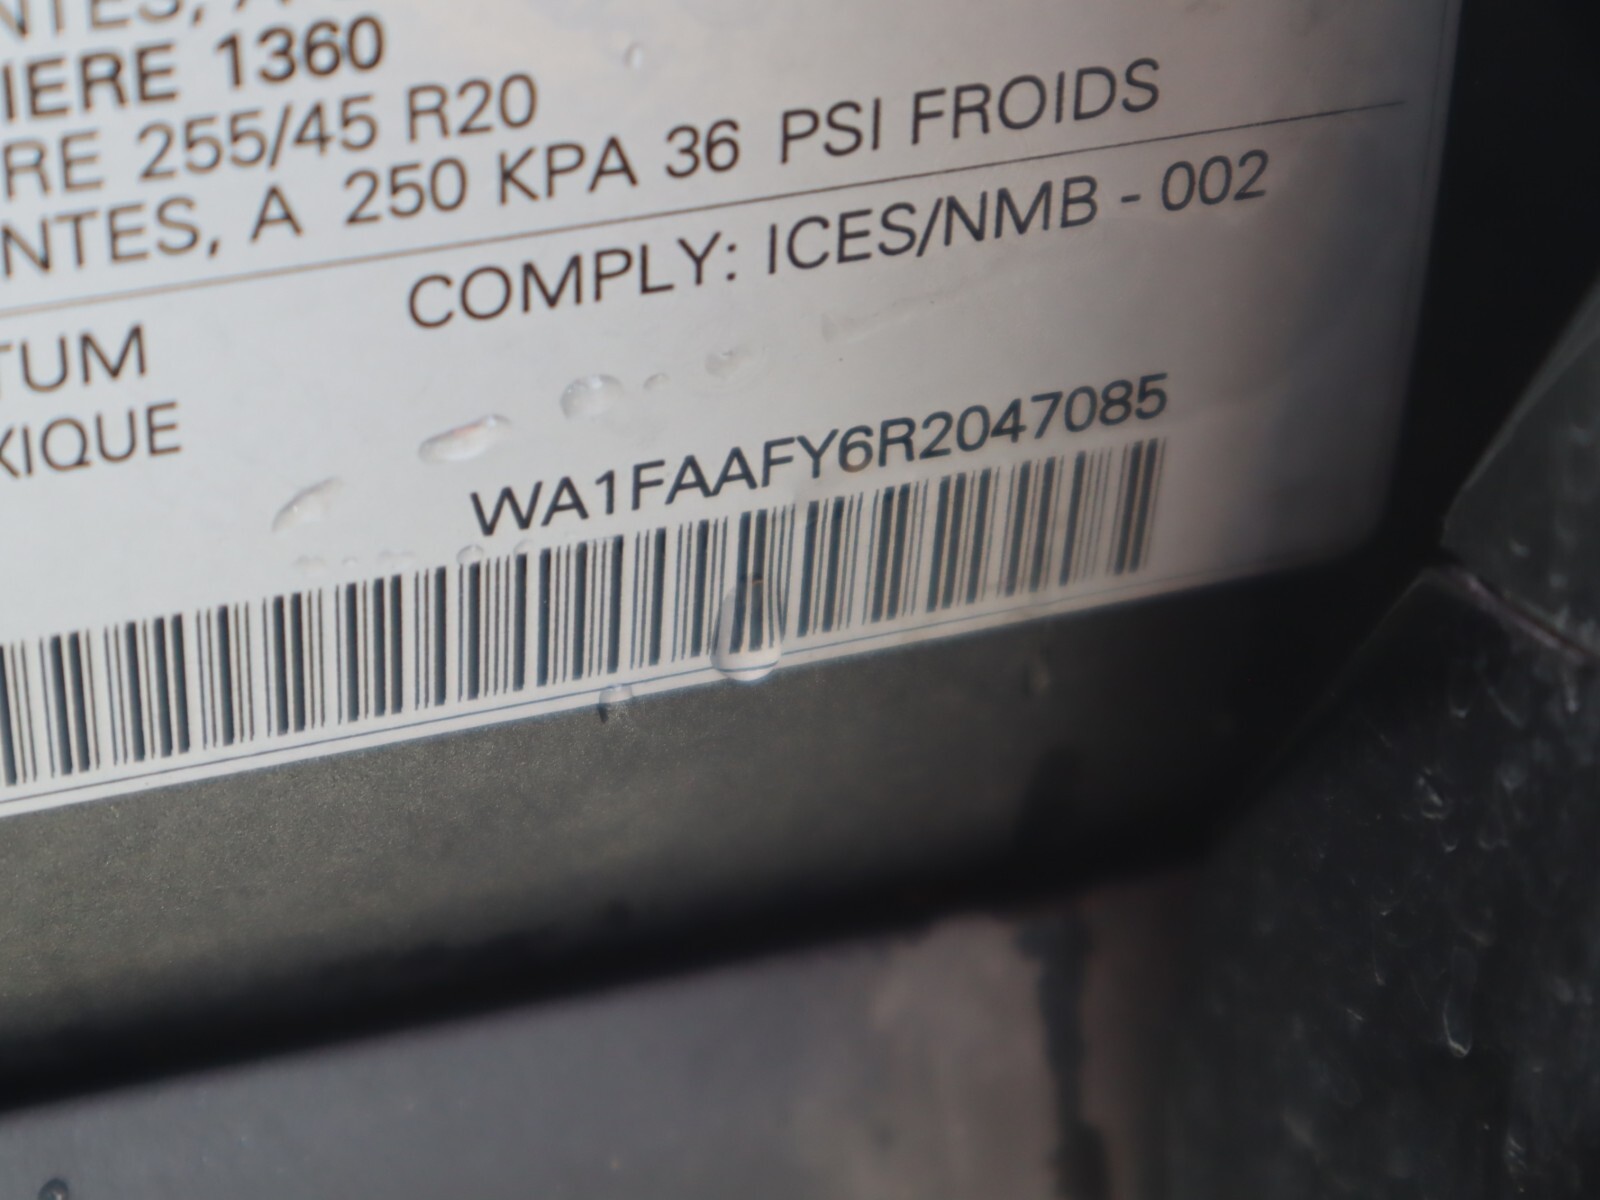 NTES, A
IERE 1360
RE 255/45 R20
NTES, A 250 KPA 36 PSI FROIDS
COMPLY: ICES/NMB - 002
TUM
XIQUE
WA1FAAFY6R2047085